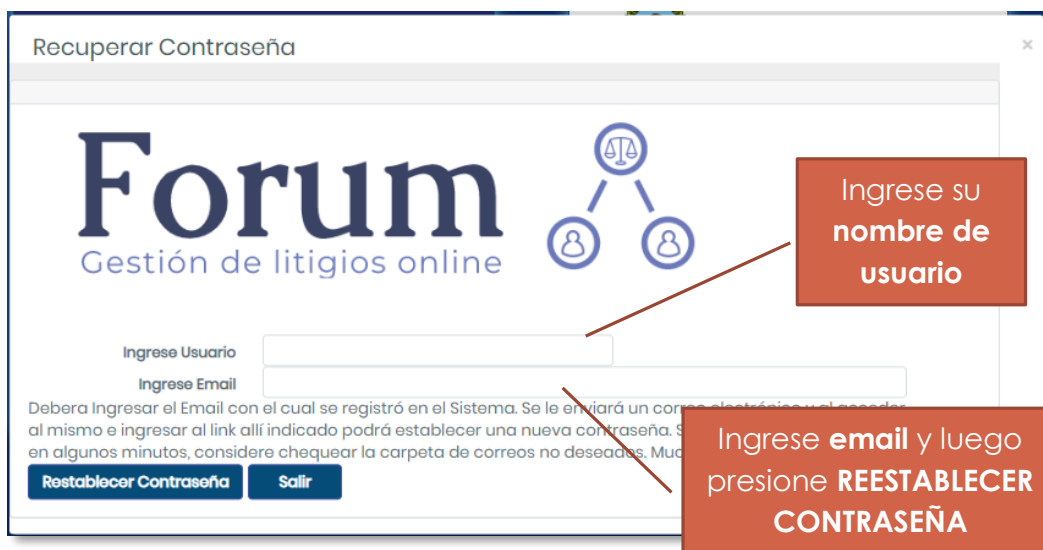 Recuperar Contraseña
×
Forum
Gestión de litigios online
Ingrese su
nombre de
usuario
Ingrese Usuario
Ingrese Email
Debera Ingresar el Email con el cual se registró en el Sistema. Se le enviará un correo electrónico y al acceder
al mismo e ingresar al link allí indicado podrá establecer una nueva contraseña.
en algunos minutos, considere chequear la carpeta de correos no deseados.
Ingrese email y luego
presione REESTABLECER
CONTRASEÑA
Restablecer Contraseña
Salir